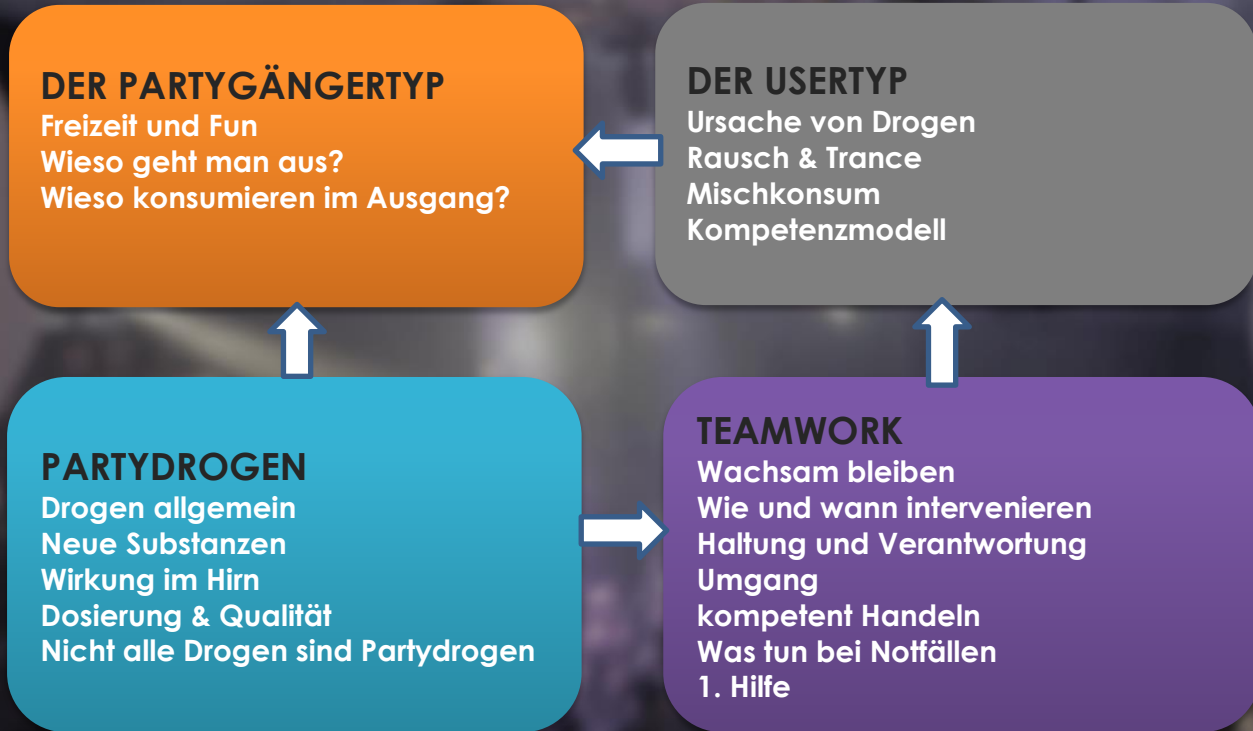 DER PARTYGÄNGERTYP
Freizeit und Fun
Wieso geht man aus?
Wieso konsumieren im Ausgang?
DER USERTYP
Ursache von Drogen
Rausch & Trance
Mischkonsum
Kompetenzmodell
PARTYDROGEN
Drogen allgemein
Neue Substanzen
Wirkung im Hirn
Dosierung & Qualität
Nicht alle Drogen sind Partydrogen
TEAMWORK
Wachsam bleiben
Wie und wann intervenieren
Haltung und Verantwortung
Umgang
kompetent Handeln
Was tun bei Notfällen
1. Hilfe